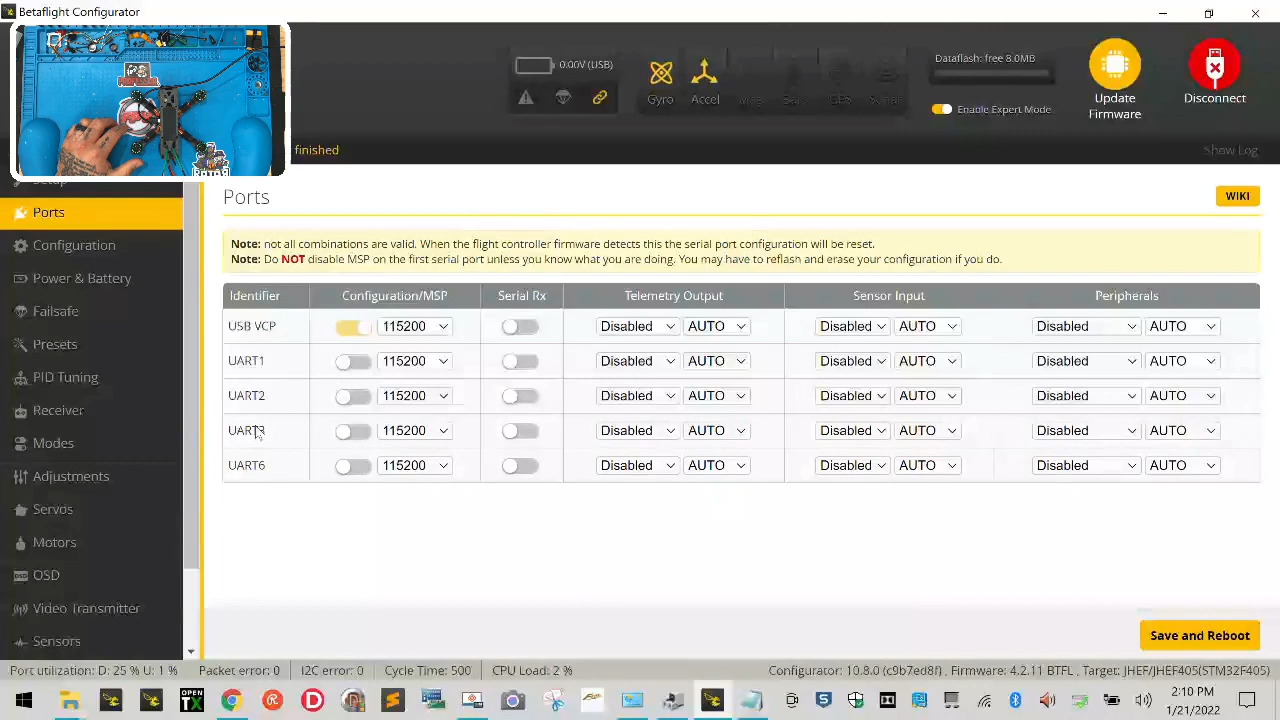 Betaflight Configurator
0.00V (USB)
Gyro
Accel
Dataflash: free 8.0MB
Enable Expert Mode
Update
Firmware
Disconnect
finished
Show Log
Setup
Ports
Configuration
Power & Battery
Failsafe
Presets
PID Tuning
Receiver
Modes
Adjustments
Servos
Motors
OSD
Video Transmitter
Sensors
Ports
WIKI
Note: not all combinations are valid. When the flight controller firmware detects this the serial port configuration will be reset.
Note: Do NOT disable MSP on the first serial port unless you know what you are doing. You may have to reflash and erase your configuration if you do.
Identifier Configuration/MSP Serial Rx Telemetry Output Sensor Input Peripherals
USB VCP 115200 Disabled AUTO Disabled AUTO Disabled AUTO
UART1 115200 Disabled AUTO Disabled AUTO Disabled AUTO
UART2 115200 Disabled AUTO Disabled AUTO Disabled AUTO
UART3 115200 Disabled AUTO Disabled AUTO Disabled AUTO
UART6 115200 Disabled AUTO Disabled AUTO Disabled AUTO
Save and Reboot
Port utilization: D: 25 % U: 1 % Packet error: 0 I2C error: 0 Cycle Time: 500 CPU Load: 2 % Configurator: 10.8.0 (c9b7ed8f), Firmware: 4.2.11 BTFL, Target: JHEF/JHEF405(STM32F405)
OPEN
TX
2:10 PM
1/21/2022